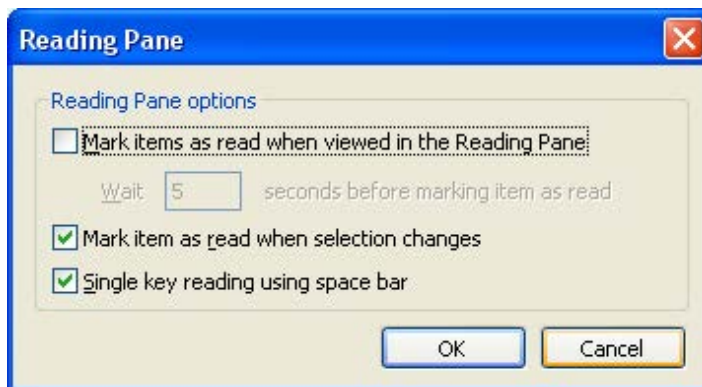 Reading Pane
Reading Pane options
Mark items as read when viewed in the Reading Pane
Wait 5 seconds before marking item as read
Mark item as read when selection changes
Single key reading using space bar
OK Cancel